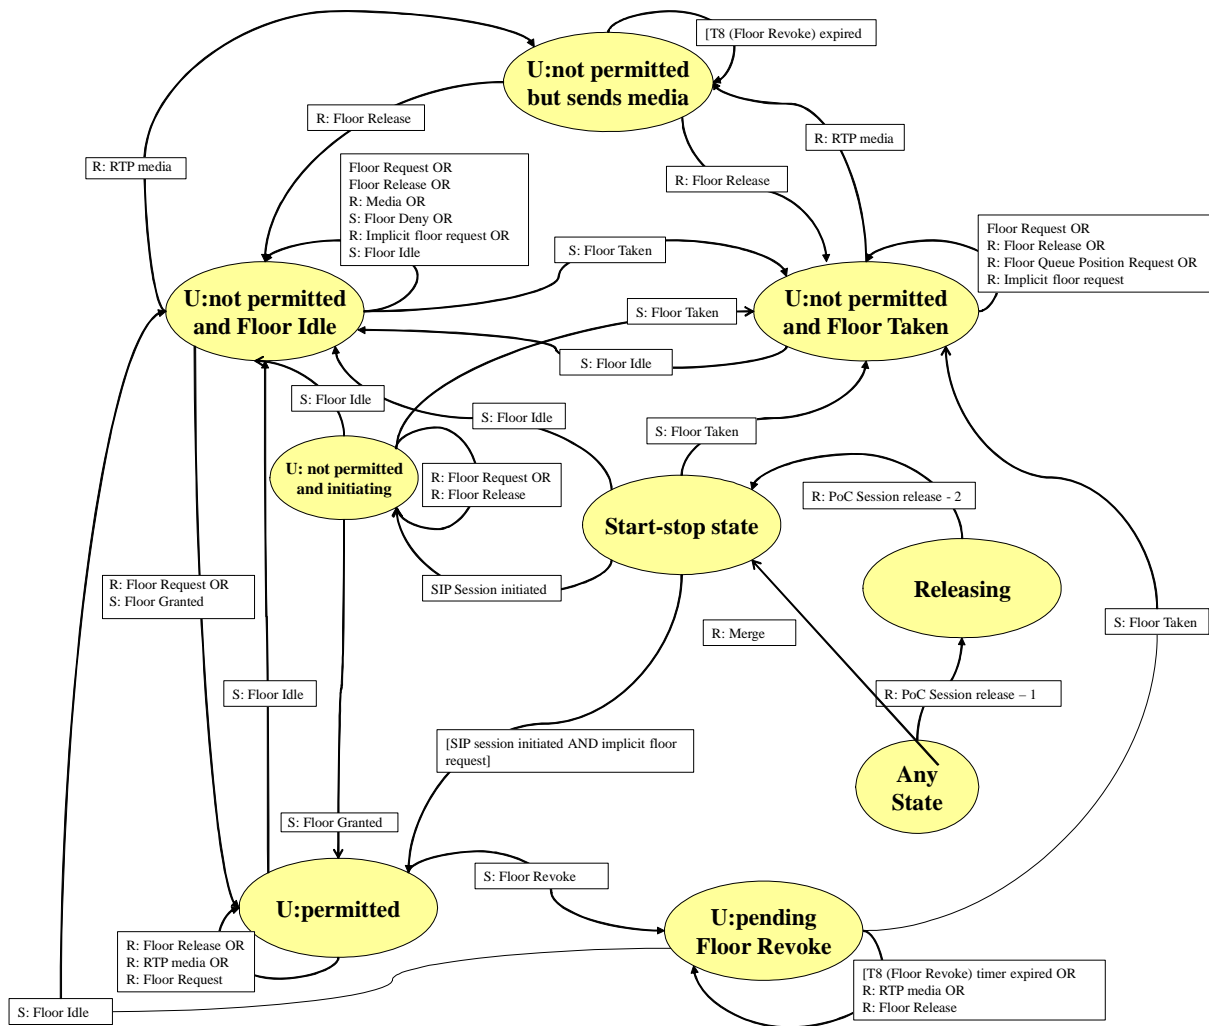 [T8 (Floor Revoke) expired
U:not permitted
but sends media
R: Floor Release
R: RTP media
R: RTP media
R: Floor Release
Floor Request OR
Floor Release OR
R: Media OR
S: Floor Deny OR
R: Implicit floor request OR
S: Floor Idle
Floor Request OR
R: Floor Release OR
R: Floor Queue Position Request OR
R: Implicit floor request
S: Floor Taken
U:not permitted
and Floor Idle
S: Floor Taken
U:not permitted
and Floor Taken
S: Floor Idle
S: Floor Idle
S: Floor Idle
S: Floor Taken
U: not permitted
and initiating
R: Floor Request OR
R: Floor Release
R: PoC Session release - 2
Start-stop state
SIP Session initiated
Releasing
R: Floor Request OR
S: Floor Granted
R: Merge
S: Floor Taken
S: Floor Idle
R: PoC Session release – 1
[SIP session initiated AND implicit floor
request]
Any
State
S: Floor Granted
S: Floor Revoke
U:permitted
U:pending
Floor Revoke
R: Floor Release OR
R: RTP media OR
R: Floor Request
[T8 (Floor Revoke) timer expired OR
R: RTP media OR
R: Floor Release
S: Floor Idle